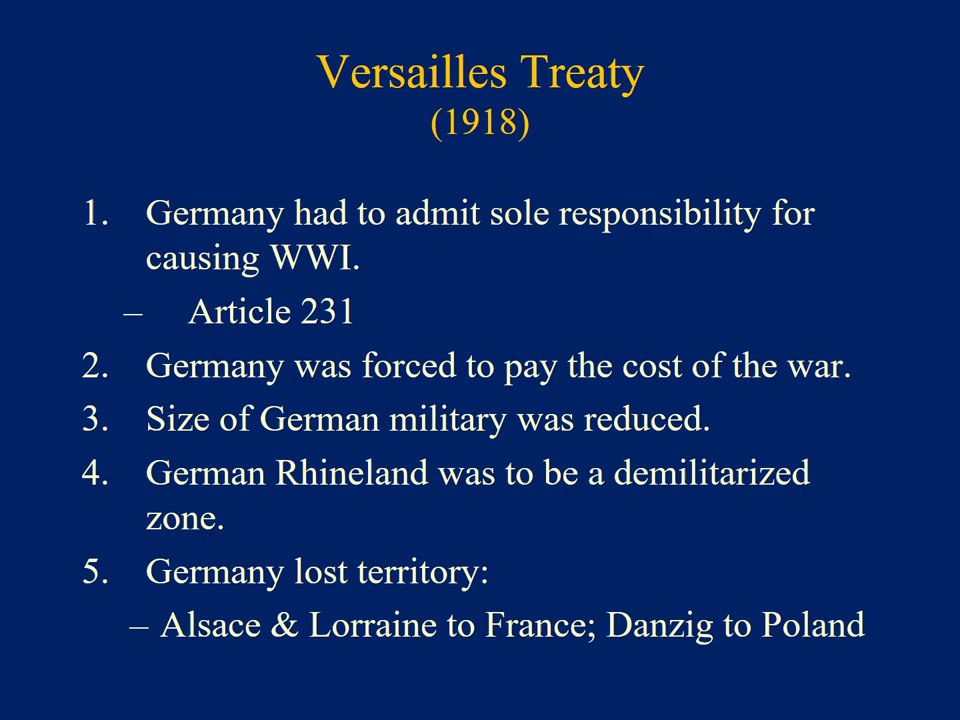 Versailles Treaty
(1918)
1. Germany had to admit sole responsibility for
causing WWI.
– Article 231
2. Germany was forced to pay the cost of the war.
3. Size of German military was reduced.
4. German Rhineland was to be a demilitarized
zone.
5. Germany lost territory:
– Alsace & Lorraine to France; Danzig to Poland